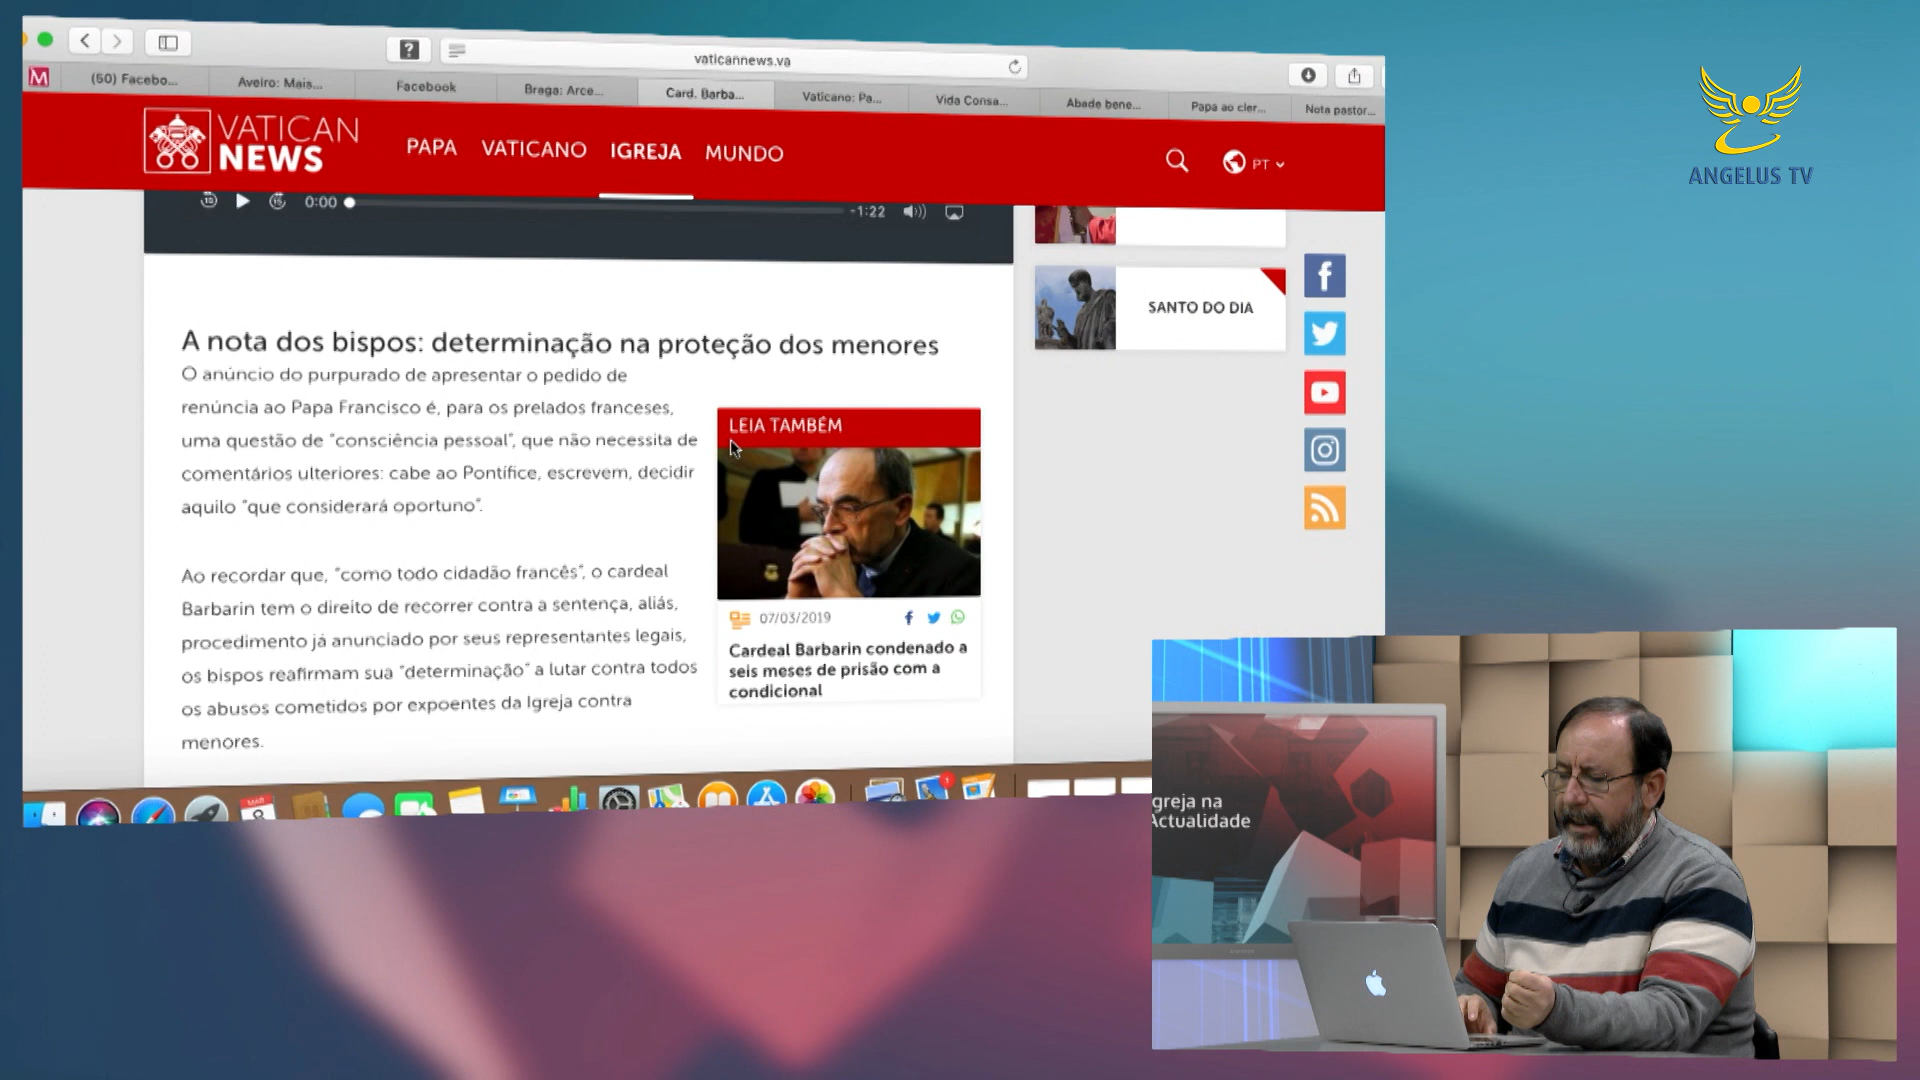 vaticannews.va
(50) Facebo...
Aveiro: Mais...
Facebook
Braga: Arce...
Card. Barba...
Vaticano: Pa...
Vida Consa...
Abade bene...
Papa ao cler...
Nota pastor...
VATICAN
NEWS
PAPA
VATICANO
IGREJA
MUNDO
PT
15
15
0:00
-1:22
A nota dos bispos: determinação na proteção dos menores
O anúncio do purpurado de apresentar o pedido de
renúncia ao Papa Francisco é, para os prelados franceses,
uma questão de "consciência pessoal", que não necessita de
comentários ulteriores: cabe ao Pontífice, escrevem, decidir
aquilo "que considerará oportuno".
Ao recordar que, "como todo cidadão francês", o cardeal
Barbarin tem o direito de recorrer contra a sentença, aliás,
procedimento já anunciado por seus representantes legais,
os bispos reafirmam sua "determinação" a lutar contra todos
os abusos cometidos por expoentes da Igreja contra
menores.
LEIA TAMBÉM
07/03/2019
Cardeal Barbarin condenado a
seis meses de prisão com a
condicional
SANTO DO DIA
ANGELUS TV
greja na
Actualidade